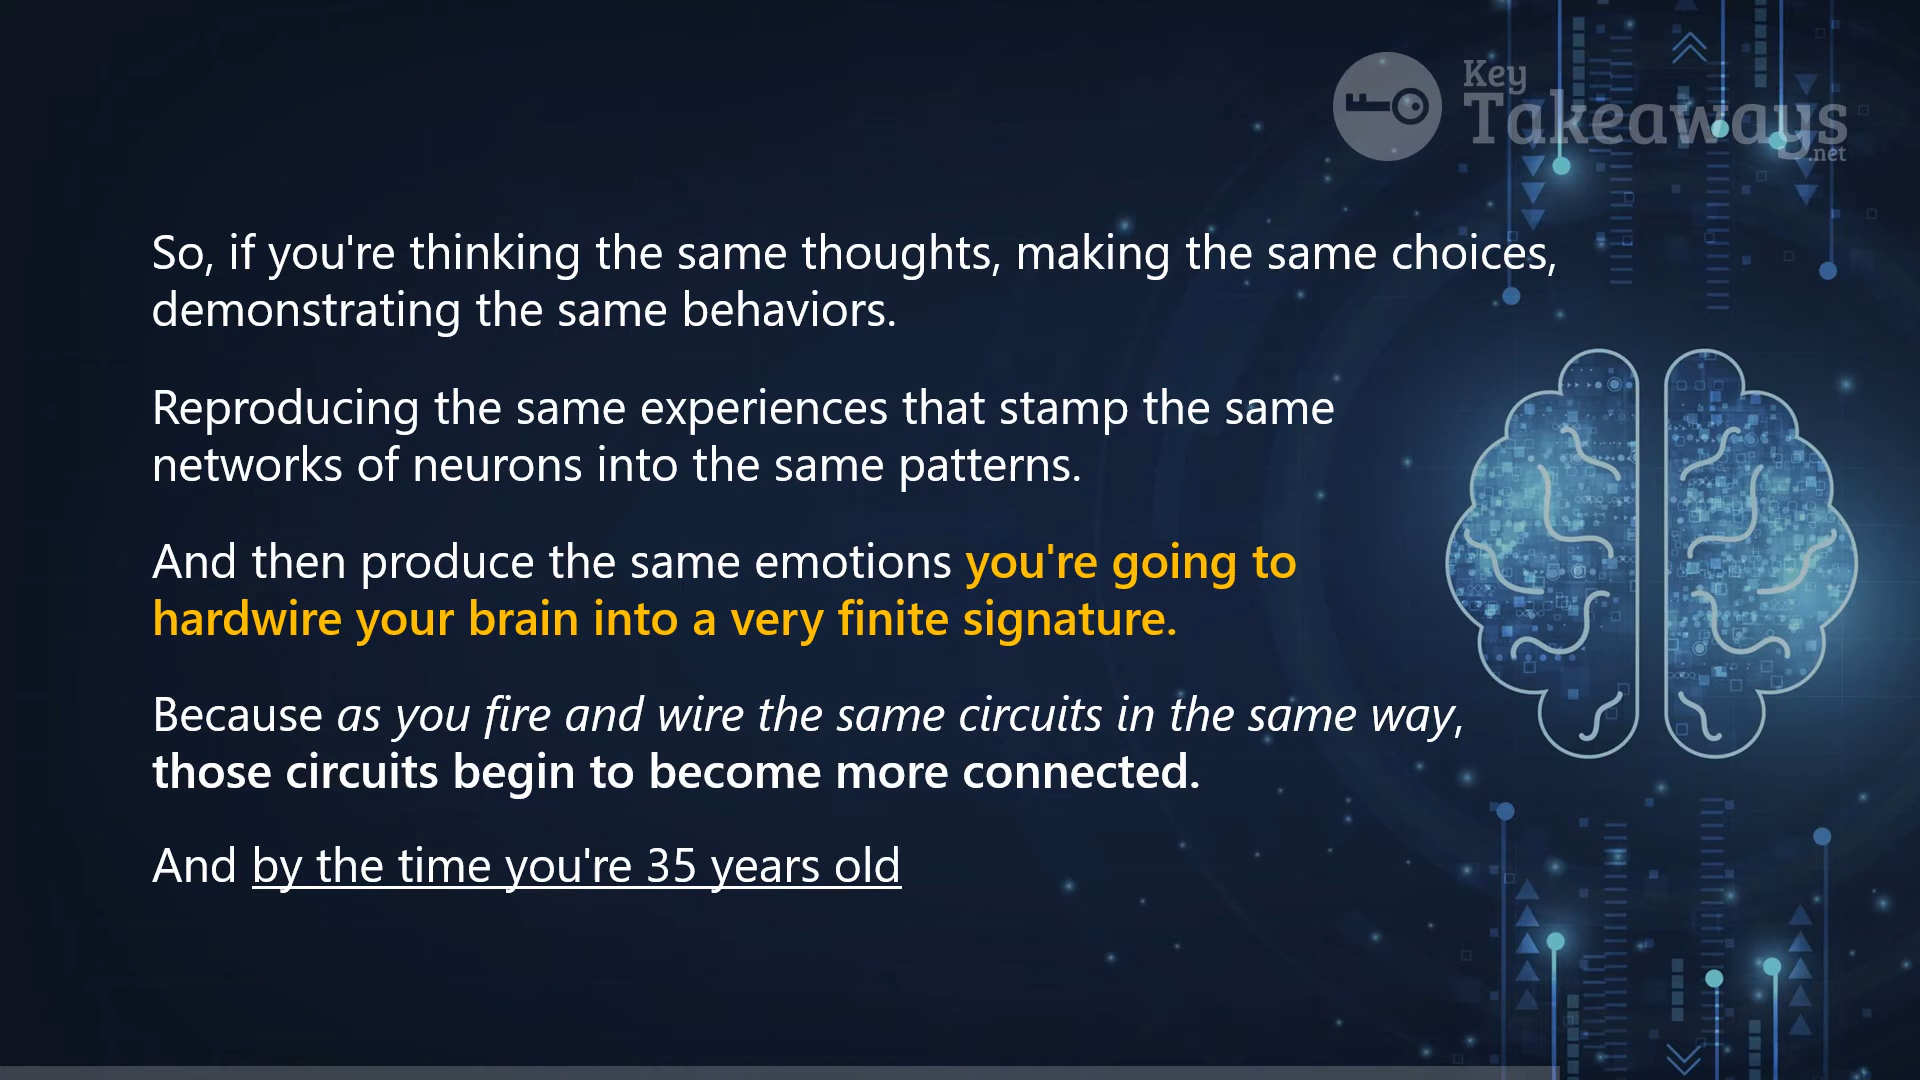 Key
Takeaways
.net
So, if you're thinking the same thoughts, making the same choices,
demonstrating the same behaviors.
Reproducing the same experiences that stamp the same
networks of neurons into the same patterns.
And then produce the same emotions you're going to
hardwire your brain into a very finite signature.
Because as you fire and wire the same circuits in the same way,
those circuits begin to become more connected.
And by the time you're 35 years old